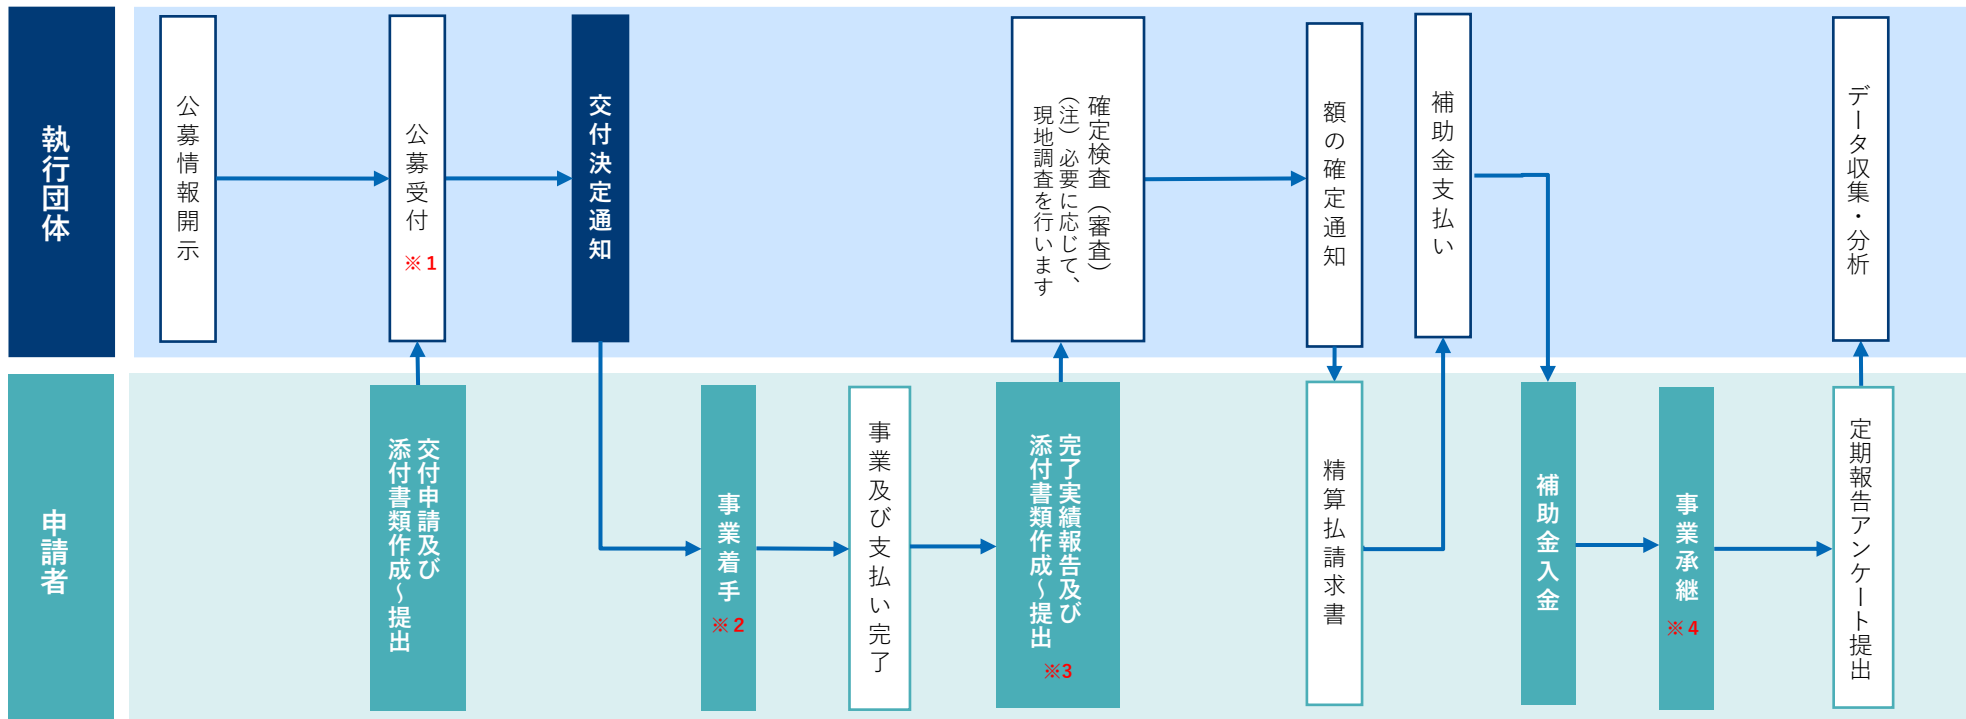 執行団体
公募情報開示
公募受付
※1
交付決定通知
確定検査（審査）
（注）必要に応じて、
現地調査を行います
額の確定通知
補助金支払い
データ収集・分析
申請者
交付申請及び
添付書類作成～提出
事業着手
※2
事業及び支払い完了
完了実績報告及び
添付書類作成～提出
※3
精算払請求書
補助金入金
事業承継
※4
定期報告アンケート提出